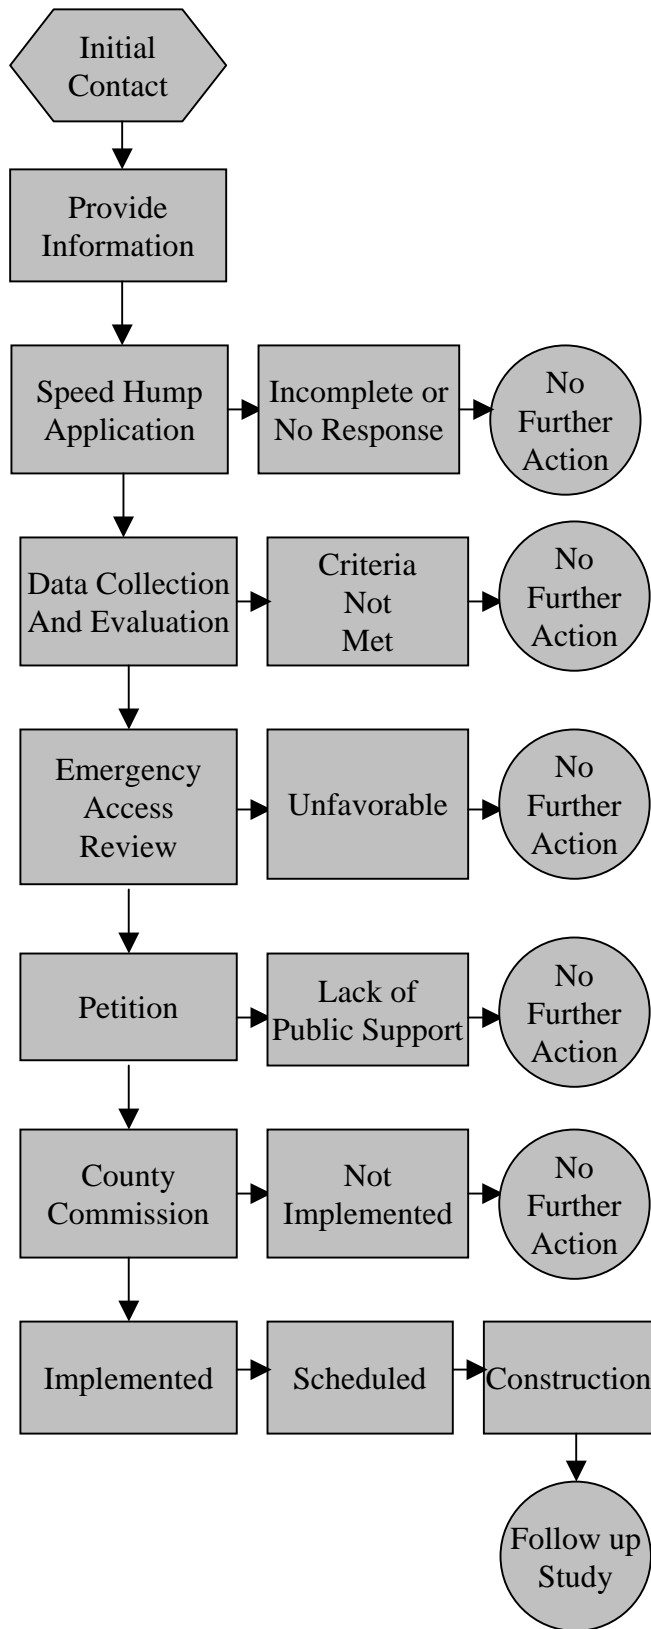 Initial
Contact
Provide
Information
Speed Hump
Application
Incomplete or
No Response
No
Further
Action
Data Collection
And Evaluation
Criteria
Not
Met
No
Further
Action
Emergency
Access
Review
Unfavorable
No
Further
Action
Petition
Lack of
Public Support
No
Further
Action
County
Commission
Not
Implemented
No
Further
Action
Implemented
Scheduled
Construction
Follow up
Study